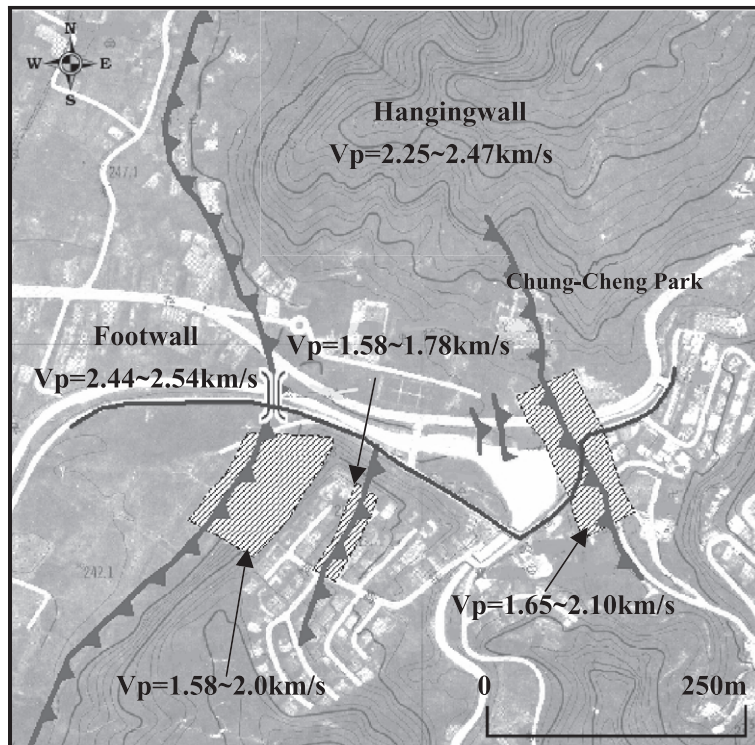 N
W E
S
247.1
Hangingwall
Vp=2.25~2.47km/s
Chung-Cheng Park
Footwall
Vp=2.44~2.54km/s
Vp=1.58~1.78km/s
242.1
Vp=1.65~2.10km/s
Vp=1.58~2.0km/s
0 250m